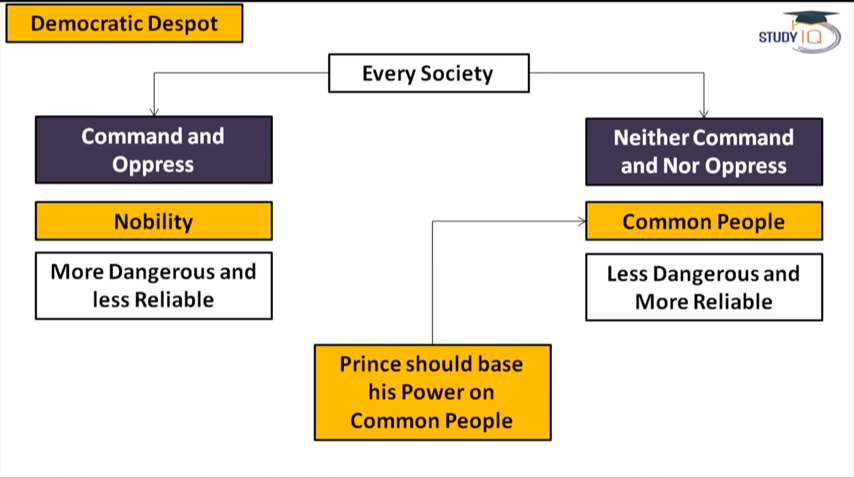 Democratic Despot
STUDY IQ
Every Society
Command and
Oppress
Neither Command
and Nor Oppress
Nobility
Common People
More Dangerous and
less Reliable
Less Dangerous and
More Reliable
Prince should base
his Power on
Common People